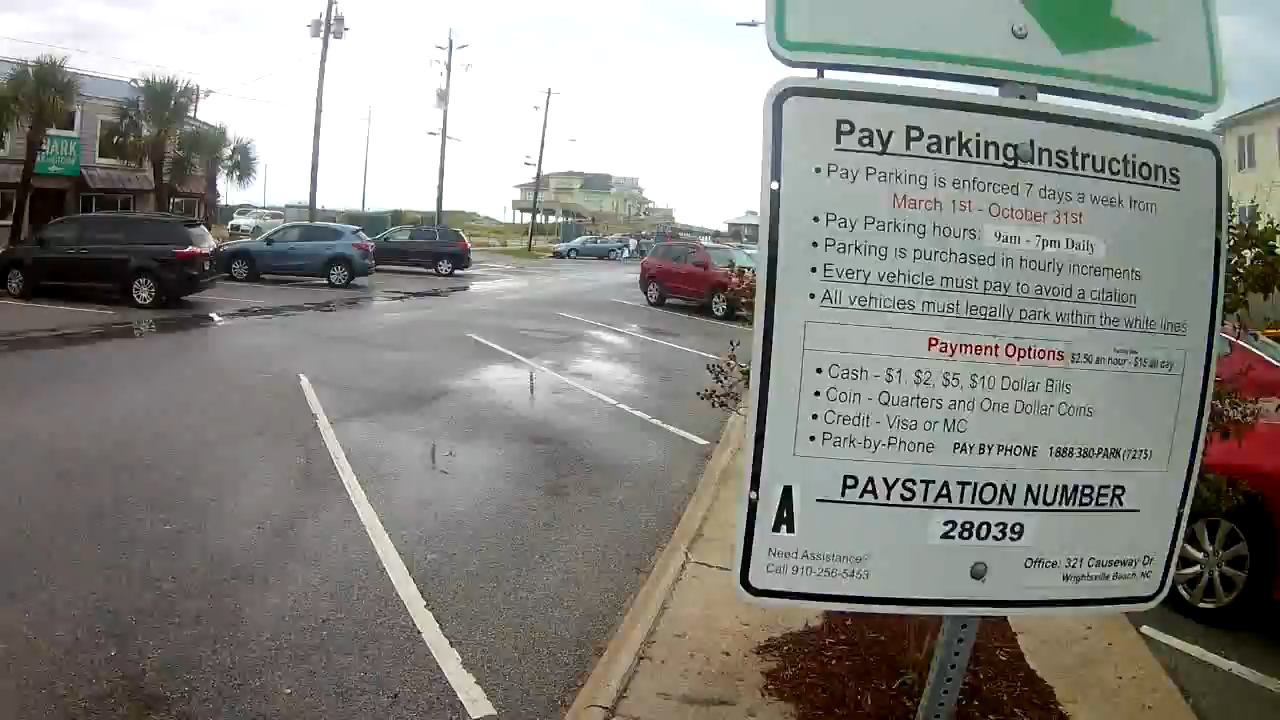 Pay Parking Instructions
• Pay Parking is enforced 7 days a week from
March 1st - October 31st
• Pay Parking hours: 9am - 7pm Daily
• Parking is purchased in hourly increments
• Every vehicle must pay to avoid a citation
• All vehicles must legally park within the white lines
Payment Options $2.50 an hour - $15 all day
• Cash - $1, $2, $5, $10 Dollar Bills
• Coin - Quarters and One Dollar Coins
• Credit - Visa or MC
• Park-by-Phone PAY BY PHONE 1888-380-PARK (7275)
A PAYSTATION NUMBER
28039
Need Assistance?
Call 910-256-5453
Office: 321 Causeway Dr
Wrightsville Beach, NC